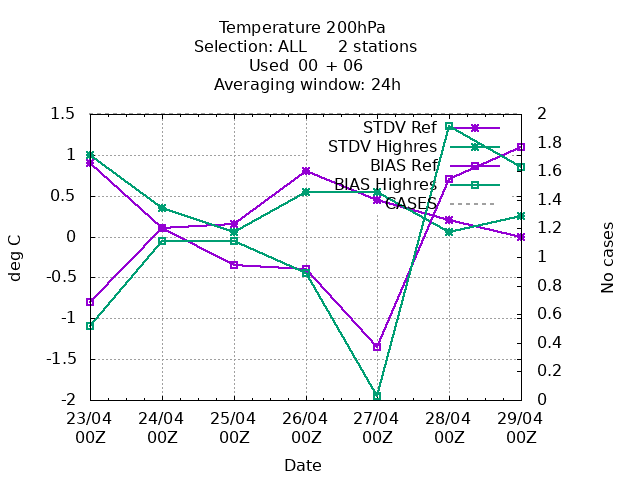 Temperature 200hPa
Selection: ALL 2 stations
Used 00 + 06
Averaging window: 24h
STDV Ref
STDV Highres
BIAS Ref
BIAS Highres
CASES
1.5
1
0.5
0
-0.5
-1
-1.5
-2
deg C
2
1.8
1.6
1.4
1.2
1
0.8
0.6
0.4
0.2
0
No cases
23/04 24/04 25/04 26/04 27/04 28/04 29/04
00Z 00Z 00Z 00Z 00Z 00Z 00Z
Date